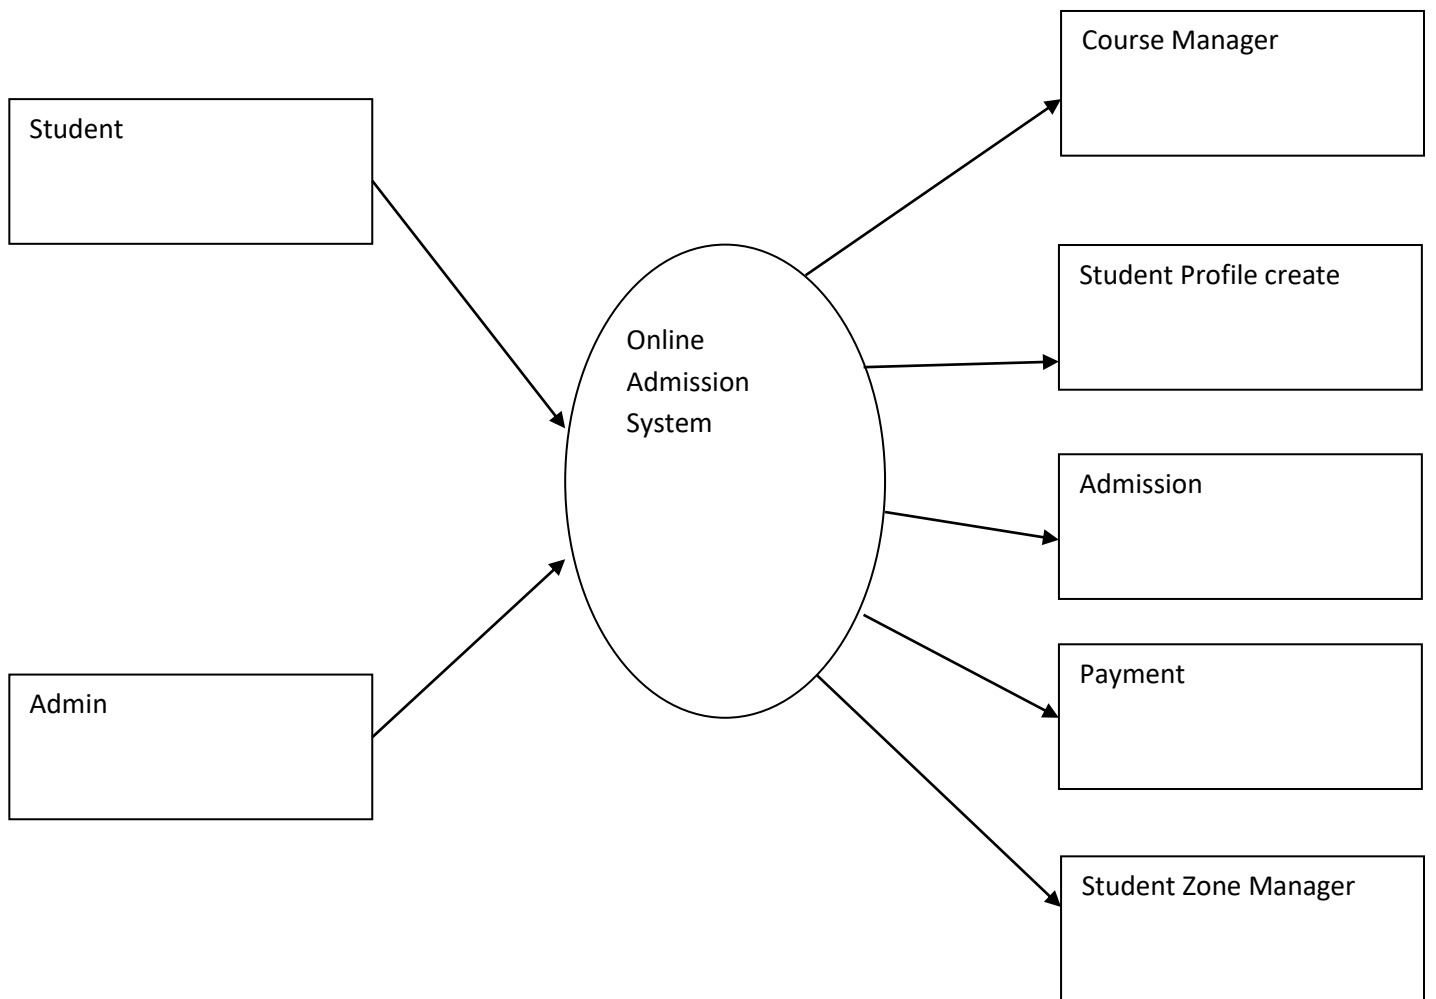 Course Manager
Student
Student Profile create
Online
Admission
System
Admission
Payment
Admin
Student Zone Manager